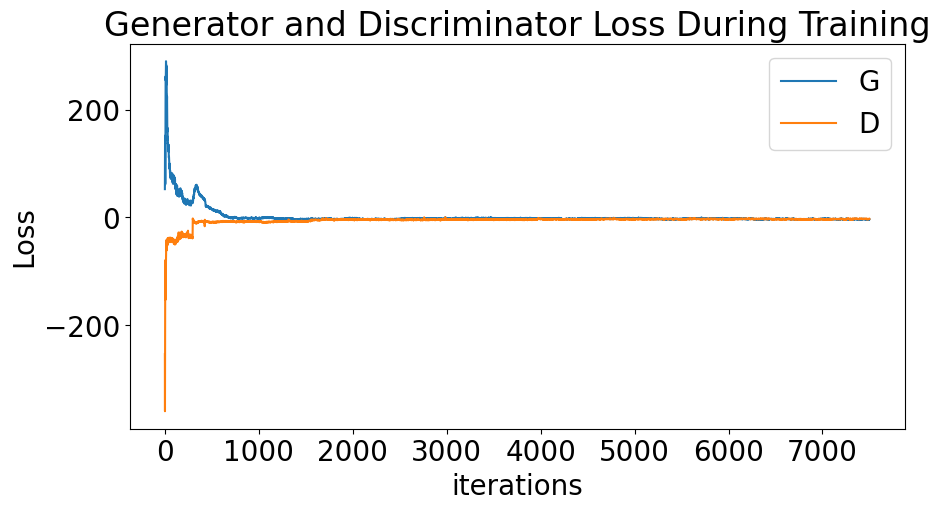 Generator and Discriminator Loss During Training
G
D
200
0
−200
Loss
0 1000 2000 3000 4000 5000 6000 7000
iterations